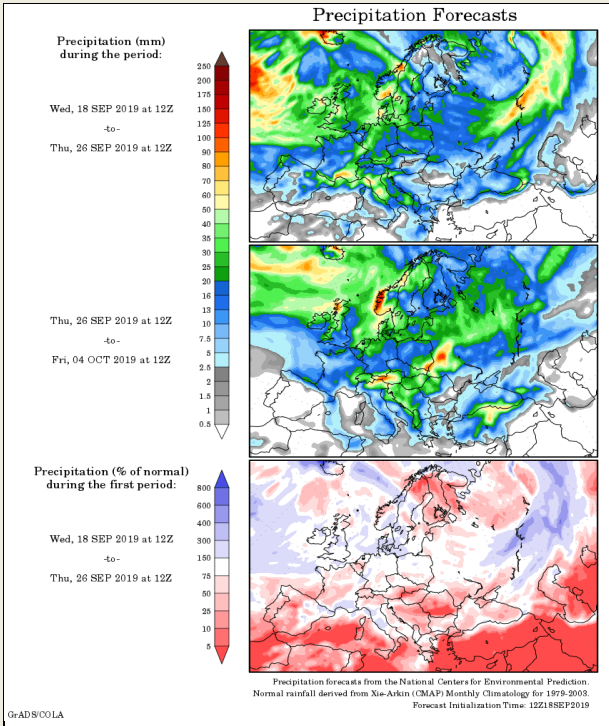 Precipitation Forecasts
Precipitation (mm)
during the period:
Wed, 18 SEP 2019 at 12Z
-to-
Thu, 26 SEP 2019 at 12Z
250
200
175
150
125
100
90
80
70
60
50
40
35
30
25
20
16
13
10
7.5
5
2.5
2
1.5
1
0.5
Thu, 26 SEP 2019 at 12Z
-to-
Fri, 04 OCT 2019 at 12Z
Precipitation (% of normal)
during the first period:
Wed, 18 SEP 2019 at 12Z
-to-
Thu, 26 SEP 2019 at 12Z
800
600
400
300
150
75
50
25
10
5
Precipitation forecasts from the National Centers for Environmental Prediction.
Normal rainfall derived from Xie-Arkin (CMAP) Monthly Climatology for 1979-2003.
Forecast Initialization Time: 12Z18SEP2019
GrADS/COLA